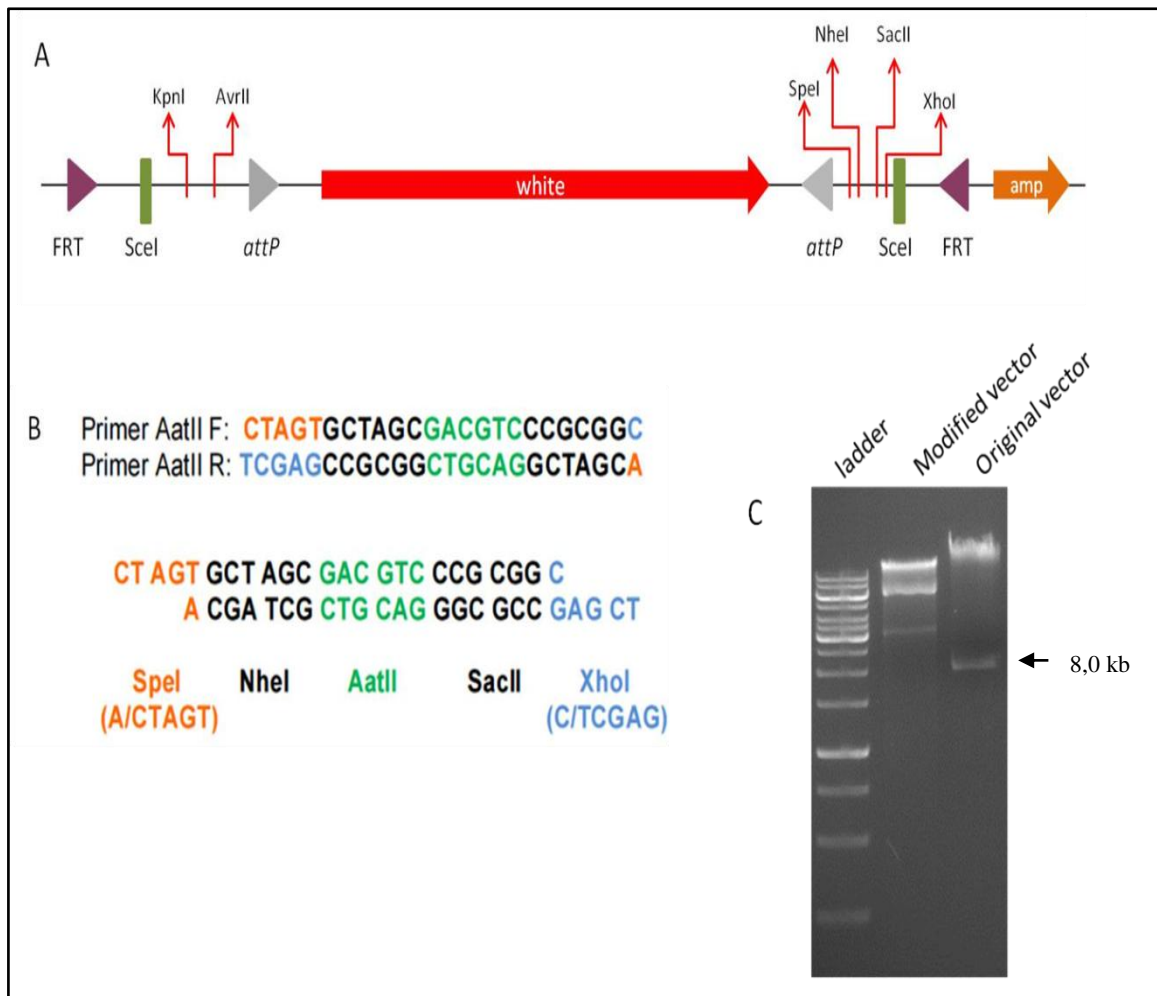 A
KpnI
AvrII
NheI
SacII
SpeI
XhoI
white
amp
FRT
SceI
attP
attP
SceI
FRT
B
Primer AatII F: CTAGTGCTAGCGACGTCCCGCGGC
Primer AatII R: TCGAGCCGCGGCTGCAGGCTAGCA
CT AGT GCT AGC GAC GTC CCG CGG C
A CGA TCG CTG CAG GGC GCC GAG CT
SpeI NheI AatII SacII XhoI
(A/CTAGT) (C/TCGAG)
C
ladder
Modified vector
Original vector
8,0 kb